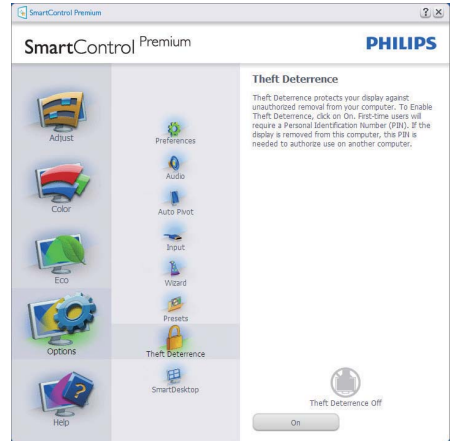 SmartControl Premium
SmartControl Premium
PHILIPS
Adjust
Color
Eco
Options
Help
Preferences
Audio
Auto Pivot
Input
Wizard
Presets
Theft Deterrence
SmartDesktop
Theft Deterrence
Theft Deterrence protects your display against
unauthorized removal from your computer. To Enable
Theft Deterrence, click on On. First-time users will
require a Personal Identification Number (PIN). If the
display is removed from this computer, this PIN is
needed to authorize use on another computer.
Theft Deterrence Off
On